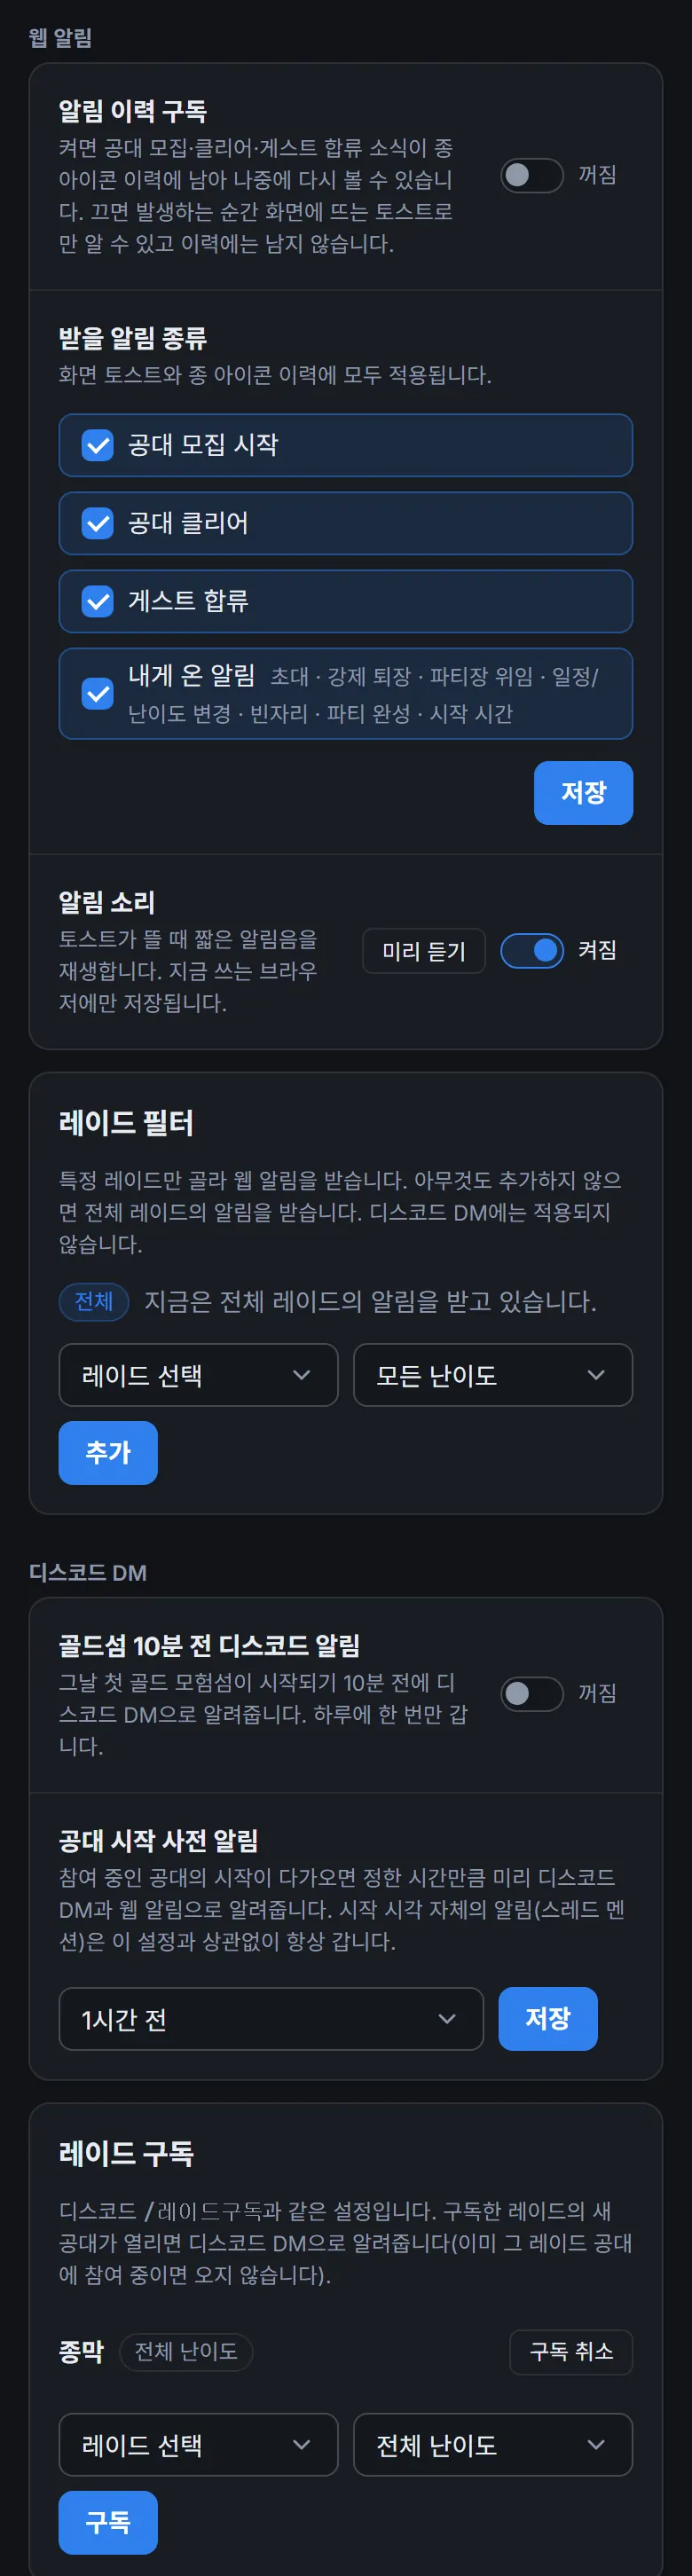 웹 알림
알림 이력 구독
켜면 공대 모집·클리어·게스트 합류 소식이 종
아이콘 이력에 남아 나중에 다시 볼 수 있습니
다. 끄면 발생하는 순간 화면에 뜨는 토스트로
만 알 수 있고 이력에는 남지 않습니다.
꺼짐
받을 알림 종류
화면 토스트와 종 아이콘 이력에 모두 적용됩니다.
공대 모집 시작
공대 클리어
게스트 합류
내게 온 알림 초대 · 강제 퇴장 · 파티장 위임 · 일정/
난이도 변경 · 빈자리 · 파티 완성 · 시작 시간
저장
알림 소리
토스트가 뜰 때 짧은 알림음을
재생합니다. 지금 쓰는 브라우
저에만 저장됩니다.
미리 듣기
켜짐
레이드 필터
특정 레이드만 골라 웹 알림을 받습니다. 아무것도 추가하지 않으
면 전체 레이드의 알림을 받습니다. 디스코드 DM에는 적용되지
않습니다.
전체 지금은 전체 레이드의 알림을 받고 있습니다.
레이드 선택 모든 난이도
추가
디스코드 DM
골드섬 10분 전 디스코드 알림
그날 첫 골드 모험섬이 시작되기 10분 전에 디
스코드 DM으로 알려줍니다. 하루에 한 번만 갑
니다.
꺼짐
공대 시작 사전 알림
참여 중인 공대의 시작이 다가오면 정한 시간만큼 미리 디스코드
DM과 웹 알림으로 알려줍니다. 시작 시각 자체의 알림(스레드 멘
션)은 이 설정과 상관없이 항상 갑니다.
1시간 전 저장
레이드 구독
디스코드 /레이드구독과 같은 설정입니다. 구독한 레이드의 새
공대가 열리면 디스코드 DM으로 알려줍니다(이미 그 레이드 공대
에 참여 중이면 오지 않습니다).
종막 전체 난이도 구독 취소
레이드 선택 전체 난이도
구독